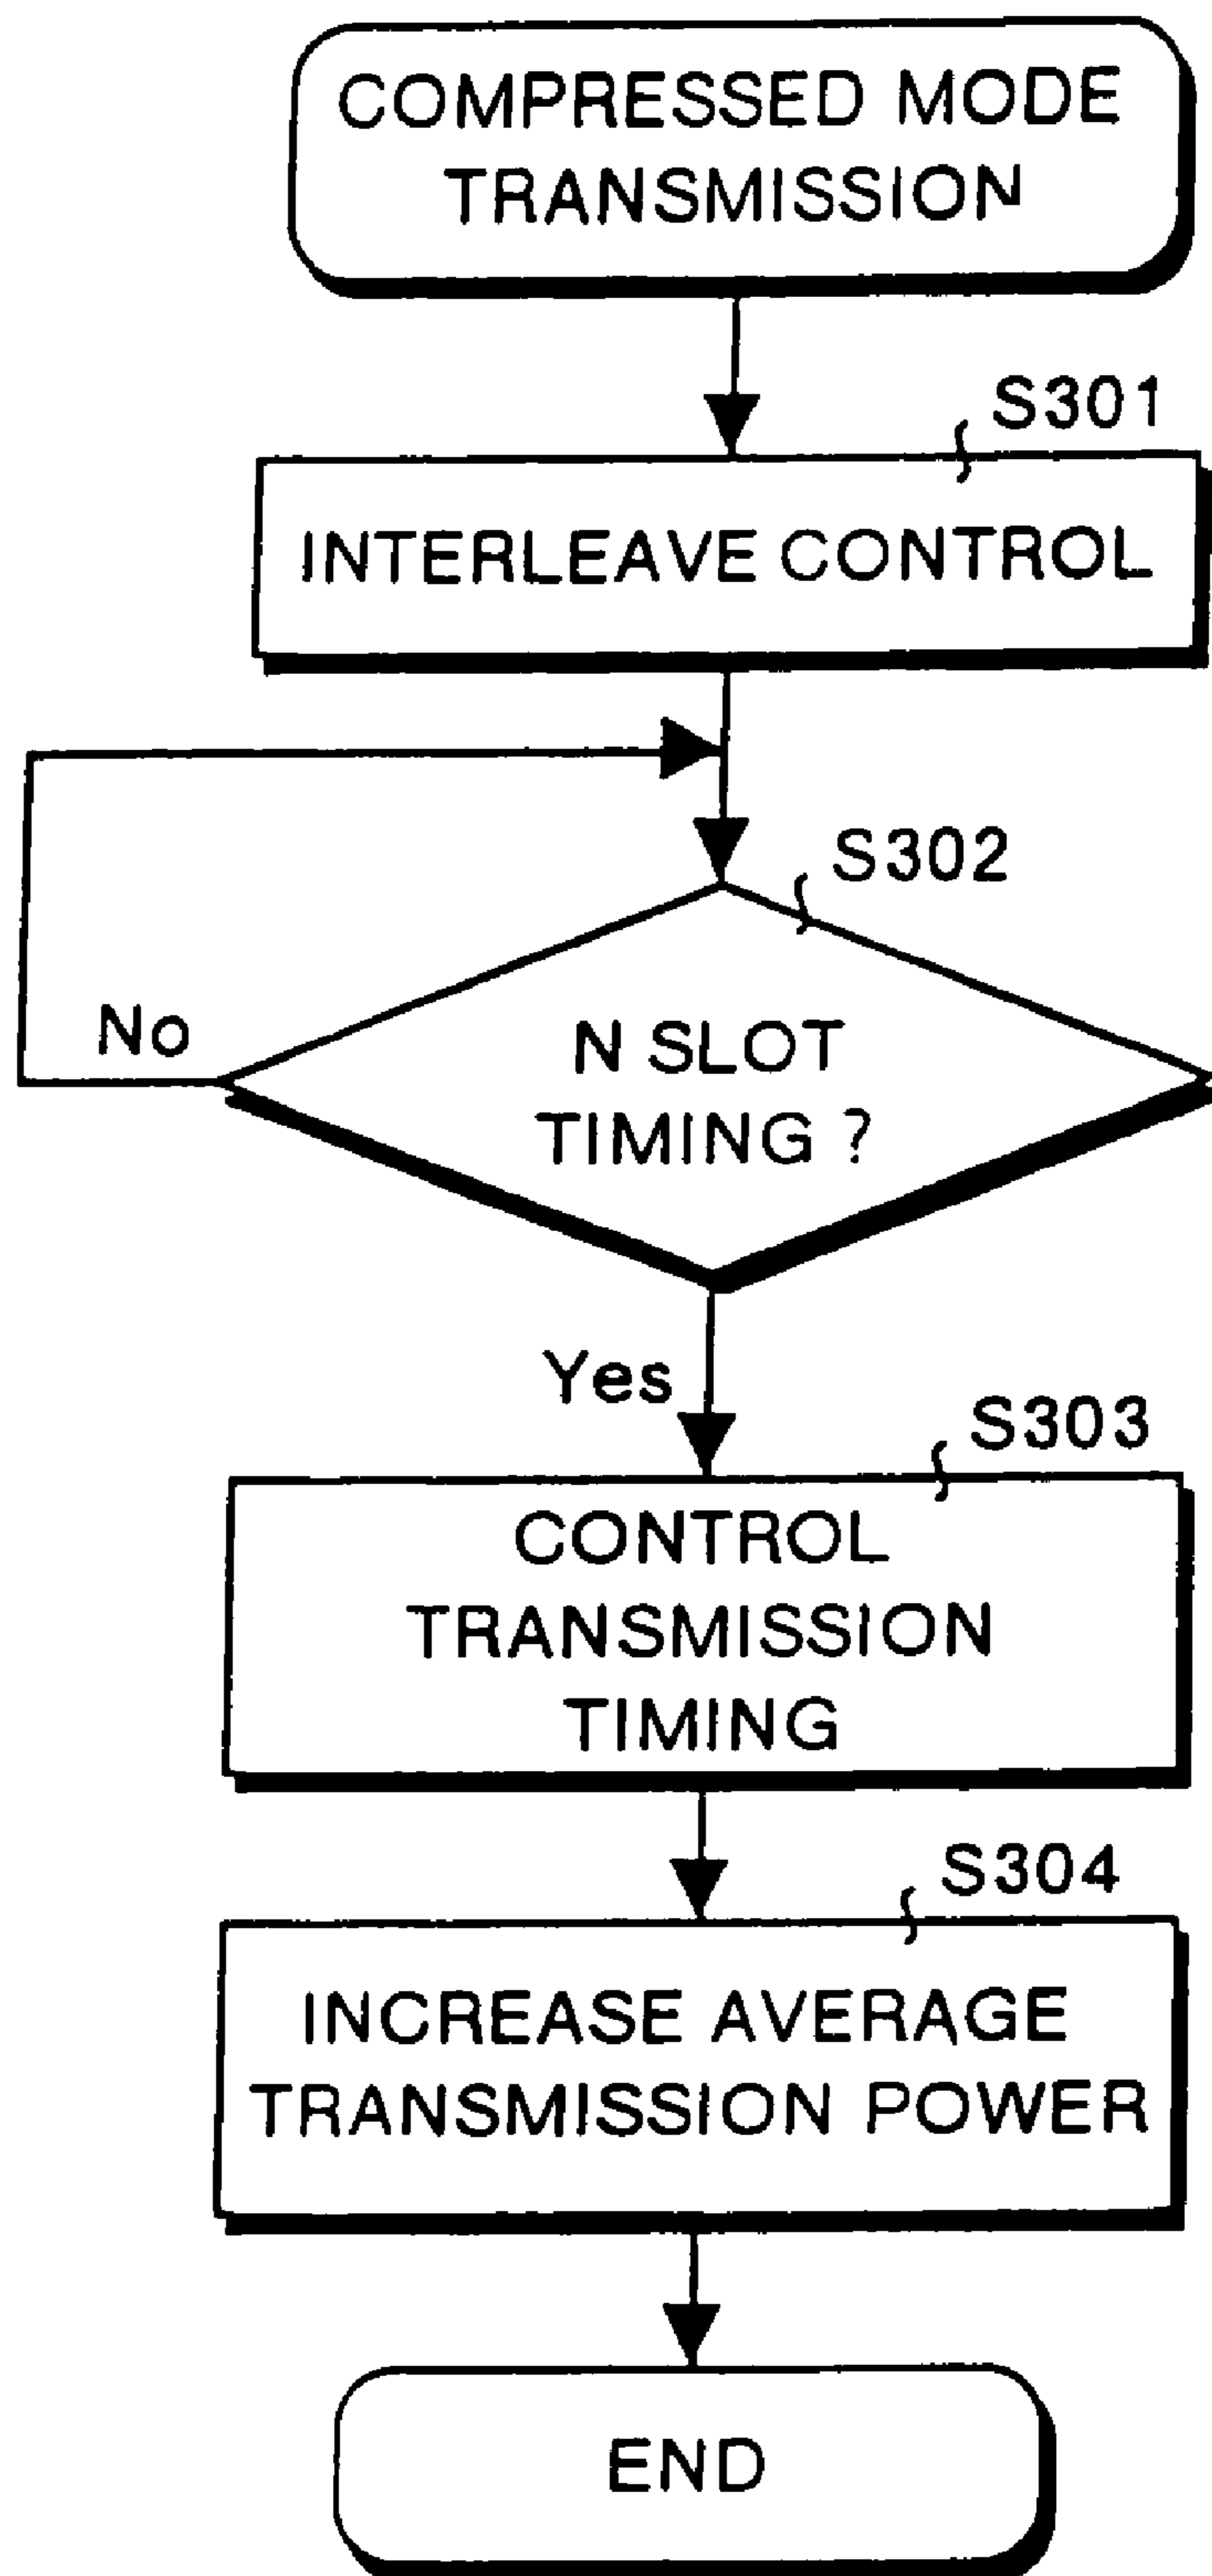 COMPRESSED MODE
TRANSMISSION
S301
INTERLEAVE CONTROL
S302
No
N SLOT
TIMING ?
Yes
S303
CONTROL
TRANSMISSION
TIMING
S304
INCREASE AVERAGE
TRANSMISSION POWER
END